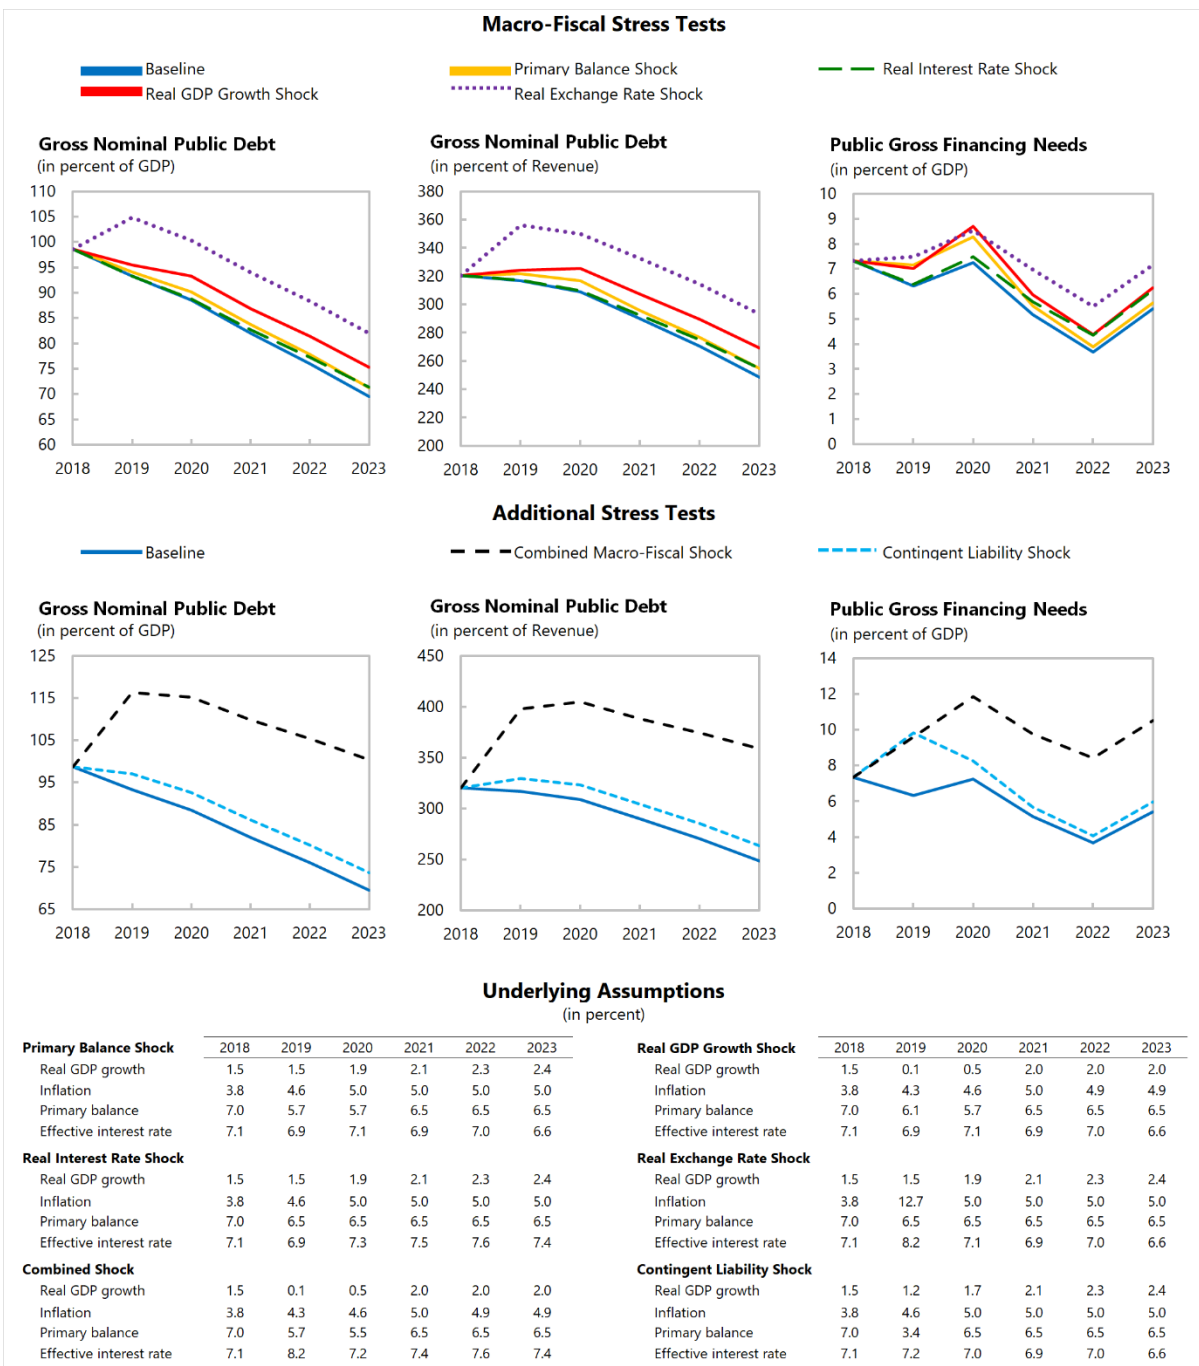 Macro-Fiscal Stress Tests
Baseline
Primary Balance Shock
Real Interest Rate Shock
Real GDP Growth Shock
Real Exchange Rate Shock
Gross Nominal Public Debt
(in percent of GDP)
110
105
100
95
90
85
80
75
70
65
60
2018 2019 2020 2021 2022 2023
Gross Nominal Public Debt
(in percent of Revenue)
380
360
340
320
300
280
260
240
220
200
2018 2019 2020 2021 2022 2023
Public Gross Financing Needs
(in percent of GDP)
10
9
8
7
6
5
4
3
2
1
0
2018 2019 2020 2021 2022 2023
Additional Stress Tests
Baseline
Combined Macro-Fiscal Shock
Contingent Liability Shock
Gross Nominal Public Debt
(in percent of GDP)
125
115
105
95
85
75
65
2018 2019 2020 2021 2022 2023
Gross Nominal Public Debt
(in percent of Revenue)
450
400
350
300
250
200
2018 2019 2020 2021 2022 2023
Public Gross Financing Needs
(in percent of GDP)
14
12
10
8
6
4
2
0
2018 2019 2020 2021 2022 2023
Underlying Assumptions
(in percent)
Primary Balance Shock 2018 2019 2020 2021 2022 2023
Real GDP growth 1.5 1.5 1.9 2.1 2.3 2.4
Inflation 3.8 4.6 5.0 5.0 5.0 5.0
Primary balance 7.0 5.7 5.7 6.5 6.5 6.5
Effective interest rate 7.1 6.9 7.1 6.9 7.0 6.6
Real Interest Rate Shock
Real GDP growth 1.5 1.5 1.9 2.1 2.3 2.4
Inflation 3.8 4.6 5.0 5.0 5.0 5.0
Primary balance 7.0 6.5 6.5 6.5 6.5 6.5
Effective interest rate 7.1 6.9 7.3 7.5 7.6 7.4
Combined Shock
Real GDP growth 1.5 0.1 0.5 2.0 2.0 2.0
Inflation 3.8 4.3 4.6 5.0 4.9 4.9
Primary balance 7.0 5.7 5.5 6.5 6.5 6.5
Effective interest rate 7.1 8.2 7.2 7.4 7.6 7.4
Real GDP Growth Shock 2018 2019 2020 2021 2022 2023
Real GDP growth 1.5 0.1 0.5 2.0 2.0 2.0
Inflation 3.8 4.3 4.6 5.0 4.9 4.9
Primary balance 7.0 6.1 5.7 6.5 6.5 6.5
Effective interest rate 7.1 6.9 7.1 6.9 7.0 6.6
Real Exchange Rate Shock
Real GDP growth 1.5 1.5 1.9 2.1 2.3 2.4
Inflation 3.8 12.7 5.0 5.0 5.0 5.0
Primary balance 7.0 6.5 6.5 6.5 6.5 6.5
Effective interest rate 7.1 8.2 7.1 6.9 7.0 6.6
Contingent Liability Shock
Real GDP growth 1.5 1.2 1.7 2.1 2.3 2.4
Inflation 3.8 4.6 5.0 5.0 5.0 5.0
Primary balance 7.0 3.4 6.5 6.5 6.5 6.5
Effective interest rate 7.1 7.2 7.0 6.9 7.0 6.6